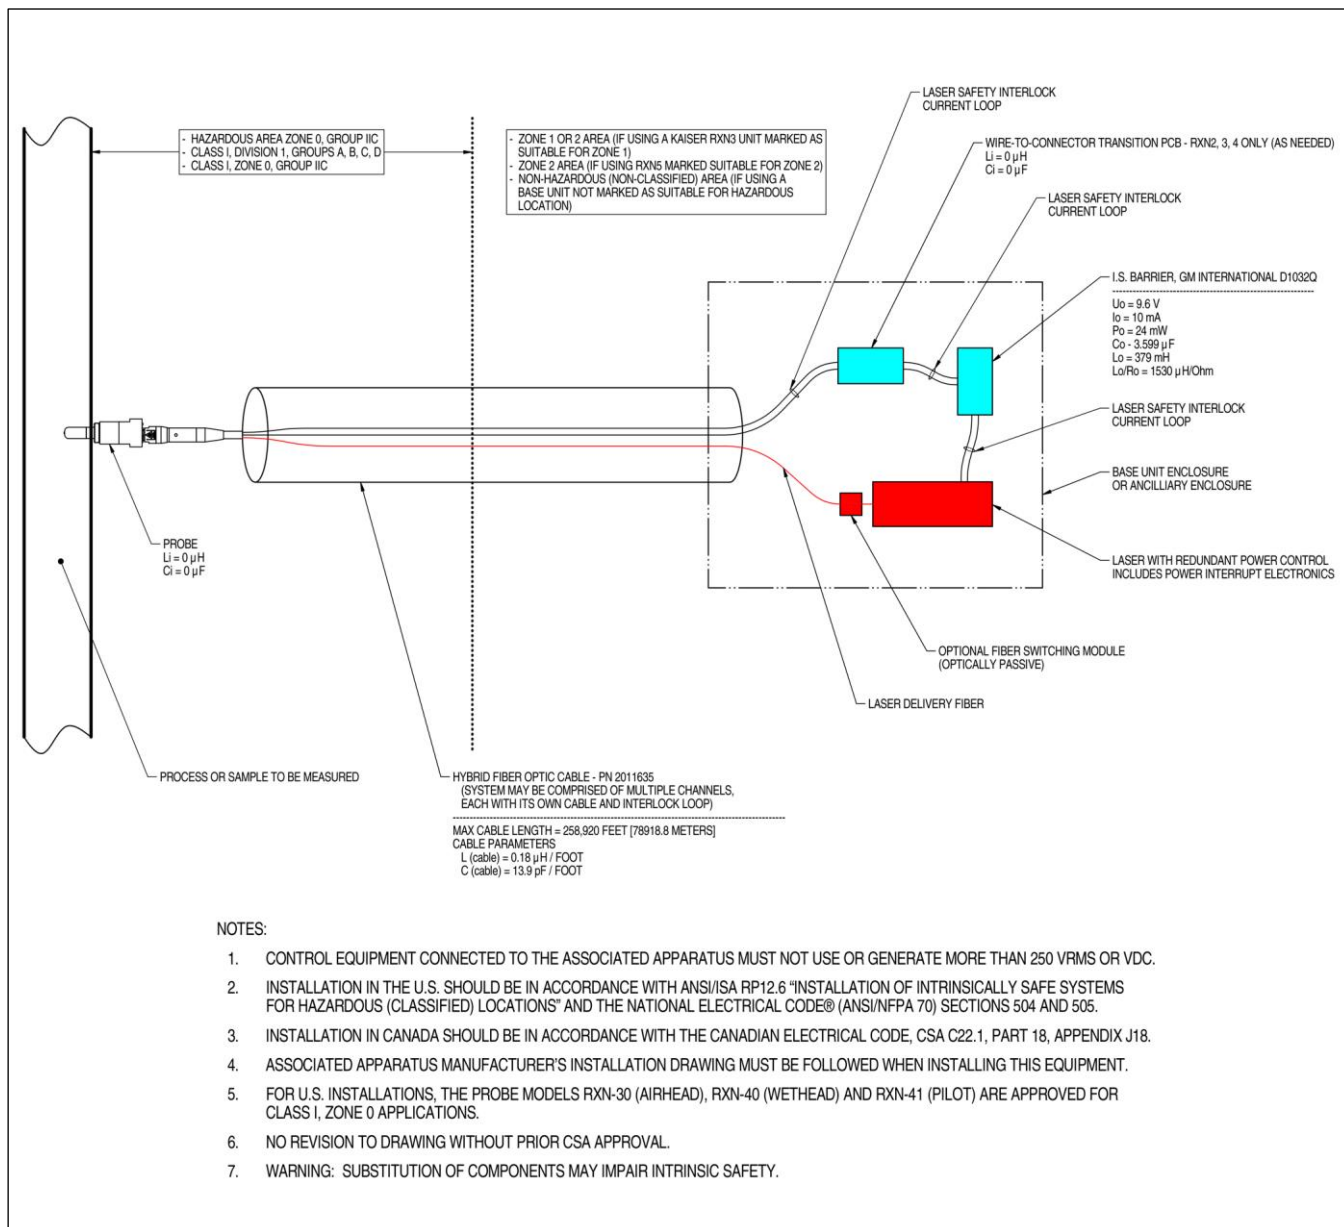 LASER SAFETY INTERLOCK
CURRENT LOOP
- HAZARDOUS AREA ZONE 0, GROUP IIC
- CLASS I, DIVISION 1, GROUPS A, B, C, D
- CLASS I, ZONE 0, GROUP IIC
- ZONE 1 OR 2 AREA (IF USING A KAISER RXN3 UNIT MARKED AS
SUITABLE FOR ZONE 1)
- ZONE 2 AREA (IF USING RXN5 MARKED SUITABLE FOR ZONE 2)
- NON-HAZARDOUS (NON-CLASSIFIED) AREA (IF USING A
BASE UNIT NOT MARKED AS SUITABLE FOR HAZARDOUS
LOCATION)
WIRE-TO-CONNECTOR TRANSITION PCB - RXN2, 3, 4 ONLY (AS NEEDED)
Li = 0 µH
Ci = 0 µF
LASER SAFETY INTERLOCK
CURRENT LOOP
I.S. BARRIER, GM INTERNATIONAL D1032Q
Uo = 9.6 V
Io = 10 mA
Po = 24 mW
Co - 3.599 µF
Lo = 379 mH
Lo/Ro = 1530 µH/Ohm
LASER SAFETY INTERLOCK
CURRENT LOOP
BASE UNIT ENCLOSURE
OR ANCILLIARY ENCLOSURE
PROBE
Li = 0 µH
Ci = 0 µF
LASER WITH REDUNDANT POWER CONTROL
INCLUDES POWER INTERRUPT ELECTRONICS
OPTIONAL FIBER SWITCHING MODULE
(OPTICALLY PASSIVE)
LASER DELIVERY FIBER
PROCESS OR SAMPLE TO BE MEASURED
HYBRID FIBER OPTIC CABLE - PN 2011635
(SYSTEM MAY BE COMPRISED OF MULTIPLE CHANNELS,
EACH WITH ITS OWN CABLE AND INTERLOCK LOOP)
MAX CABLE LENGTH = 258,920 FEET [78918.8 METERS]
CABLE PARAMETERS
L (cable) = 0.18 µH / FOOT
C (cable) = 13.9 pF / FOOT
NOTES:
1. CONTROL EQUIPMENT CONNECTED TO THE ASSOCIATED APPARATUS MUST NOT USE OR GENERATE MORE THAN 250 VRMS OR VDC.
2. INSTALLATION IN THE U.S. SHOULD BE IN ACCORDANCE WITH ANSI/ISA RP12.6 “INSTALLATION OF INTRINSICALLY SAFE SYSTEMS
FOR HAZARDOUS (CLASSIFIED) LOCATIONS” AND THE NATIONAL ELECTRICAL CODE® (ANSI/NFPA 70) SECTIONS 504 AND 505.
3. INSTALLATION IN CANADA SHOULD BE IN ACCORDANCE WITH THE CANADIAN ELECTRICAL CODE, CSA C22.1, PART 18, APPENDIX J18.
4. ASSOCIATED APPARATUS MANUFACTURER'S INSTALLATION DRAWING MUST BE FOLLOWED WHEN INSTALLING THIS EQUIPMENT.
5. FOR U.S. INSTALLATIONS, THE PROBE MODELS RXN-30 (AIRHEAD), RXN-40 (WETHEAD) AND RXN-41 (PILOT) ARE APPROVED FOR
CLASS I, ZONE 0 APPLICATIONS.
6. NO REVISION TO DRAWING WITHOUT PRIOR CSA APPROVAL.
7. WARNING: SUBSTITUTION OF COMPONENTS MAY IMPAIR INTRINSIC SAFETY.